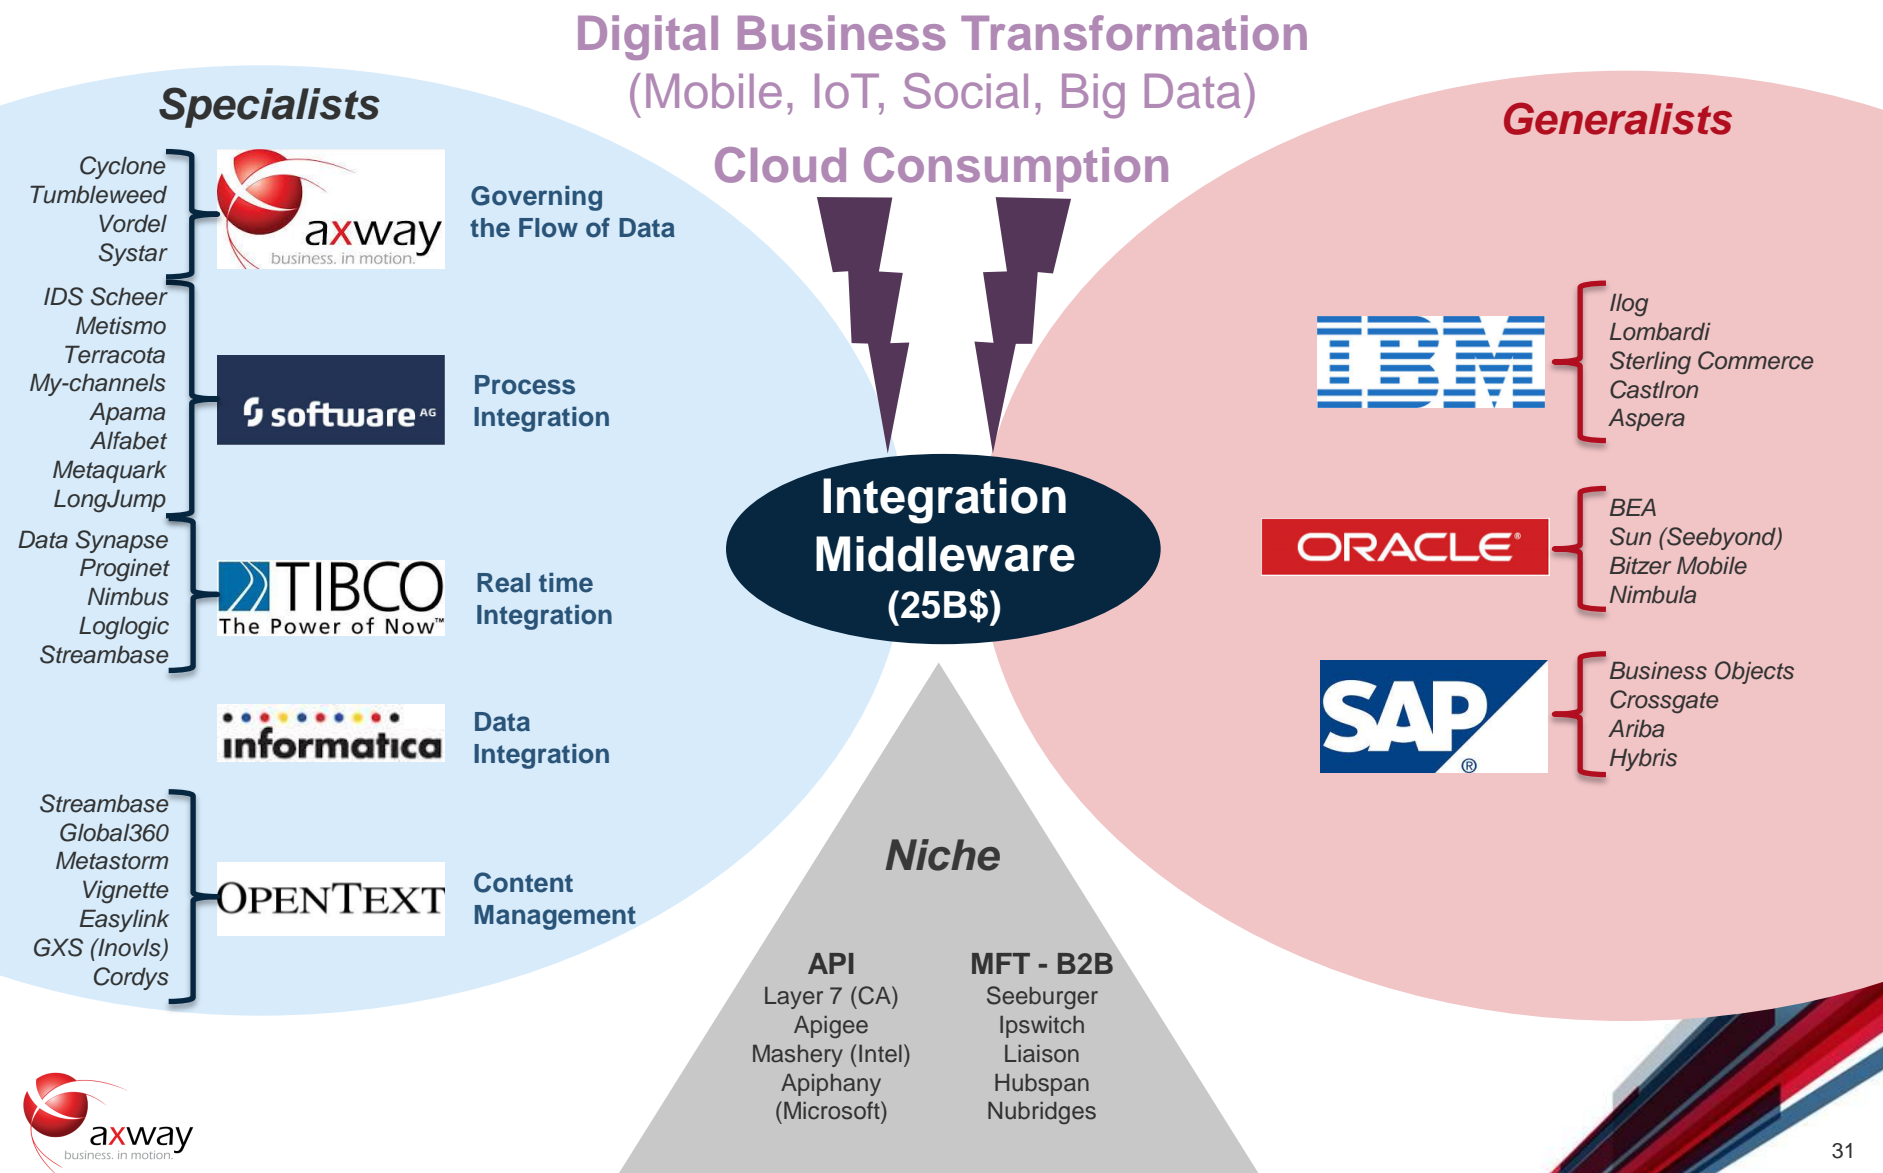 Digital Business Transformation
(Mobile, IoT, Social, Big Data)
Cloud Consumption
Specialists
Cyclone
Tumbleweed
Vordel
Systar
axway
business. in motion.
Governing
the Flow of Data
IDS Scheer
Metismo
Terracota
My-channels
Apama
Alfabet
Metaquark
LongJump
software AG
Process
Integration
Data Synapse
Proginet
Nimbus
Loglogic
Streambase
TIBCO
The Power of Now™
Real time
Integration
informatica
Data
Integration
Streambase
Global360
Metastorm
Vignette
Easylink
GXS (Inovls)
Cordys
OPENTEXT
Content
Management
Integration
Middleware
(25B$)
Niche
API
Layer 7 (CA)
Apigee
Mashery (Intel)
Apiphany
(Microsoft)
MFT - B2B
Seeburger
Ipswitch
Liaison
Hubspan
Nubridges
Generalists
IBM
Ilog
Lombardi
Sterling Commerce
CastIron
Aspera
ORACLE®
BEA
Sun (Seebyond)
Bitzer Mobile
Nimbula
SAP®
Business Objects
Crossgate
Ariba
Hybris
axway
business. in motion.
31